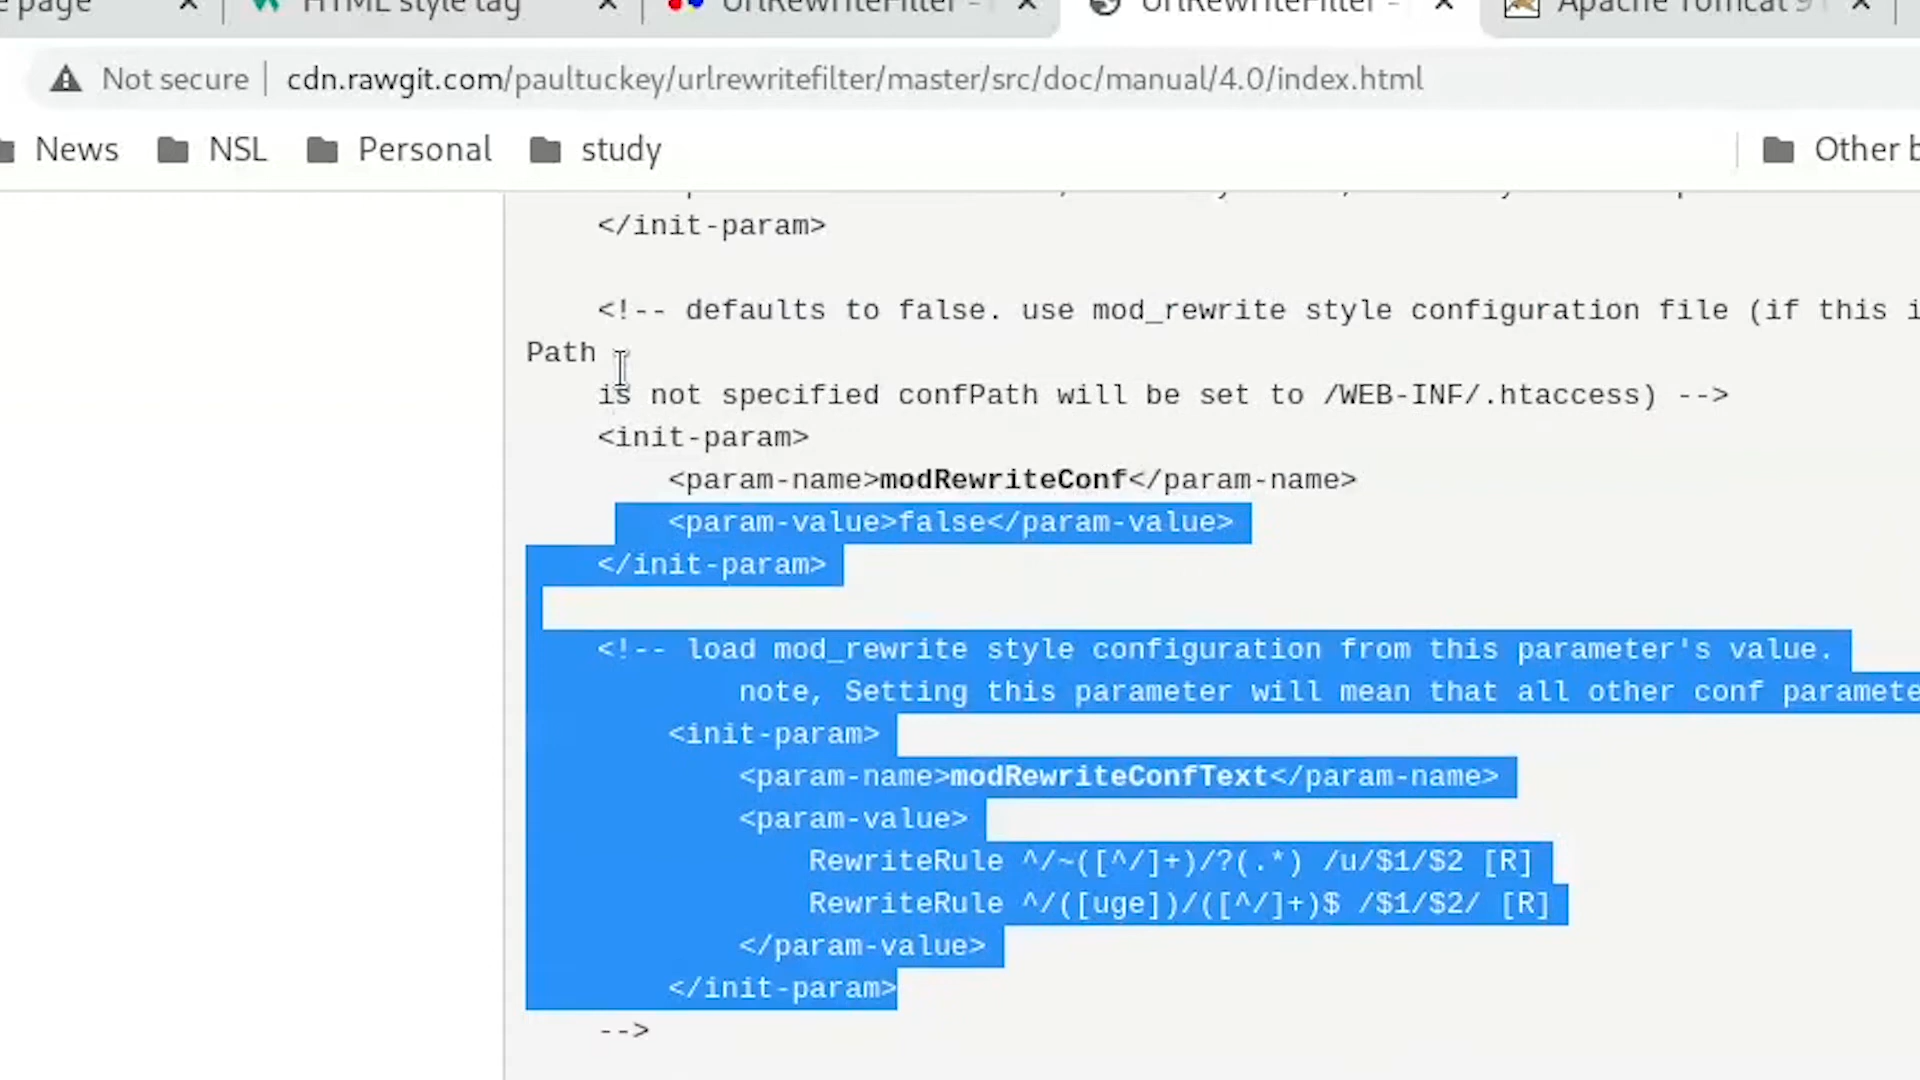 page
HTML style tag
UrlRewriteFilter -
UrlRewriteFilter -
Apache Tomcat 9
Not secure | cdn.rawgit.com/paultuckey/urlrewritefilter/master/src/doc/manual/4.0/index.html
News NSL Personal study Other b
</init-param>
<!-- defaults to false. use mod_rewrite style configuration file (if this i
Path
is not specified confPath will be set to /WEB-INF/.htaccess) -->
<init-param>
<param-name>modRewriteConf</param-name>
<param-value>false</param-value>
</init-param>
<!-- load mod_rewrite style configuration from this parameter's value.
note, Setting this parameter will mean that all other conf paramete
<init-param>
<param-name>modRewriteConfText</param-name>
<param-value>
RewriteRule ^/~([^/]+)/?(.*) /u/$1/$2 [R]
RewriteRule ^/([uge])/([^/]+)$ /$1/$2/ [R]
</param-value>
</init-param>
-->